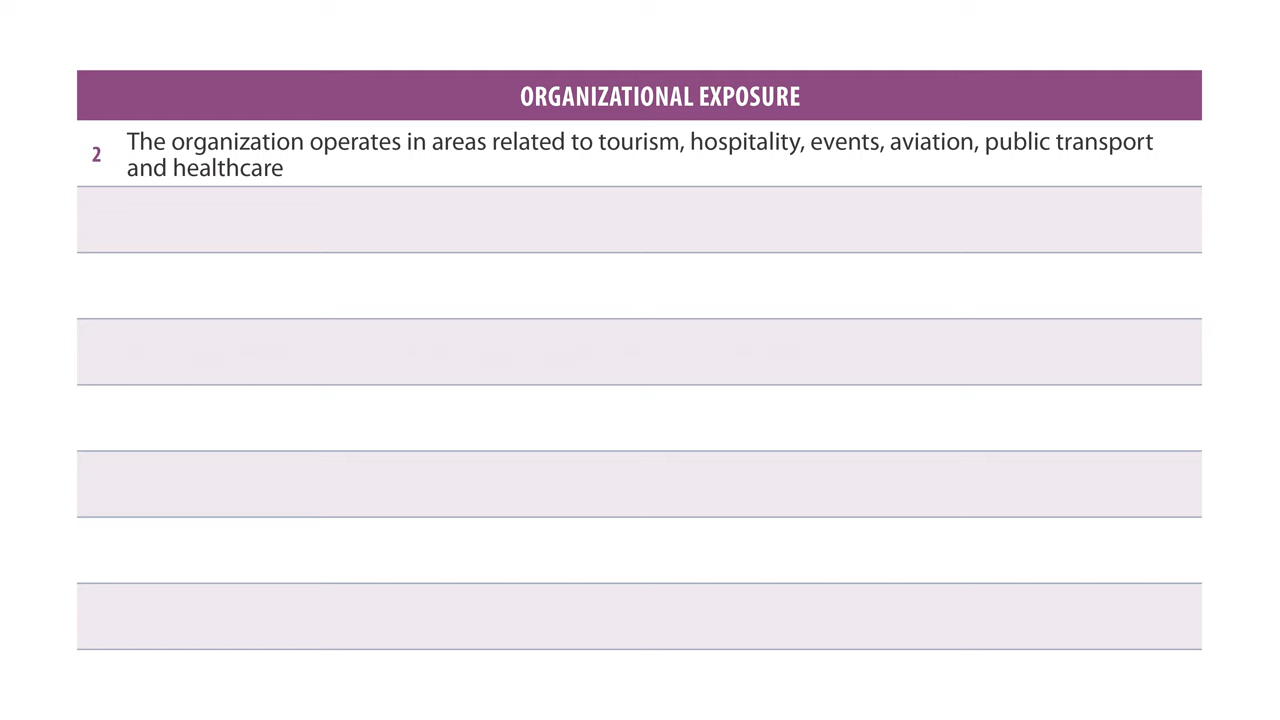 ORGANIZATIONAL EXPOSURE
2 The organization operates in areas related to tourism, hospitality, events, aviation, public transport
and healthcare